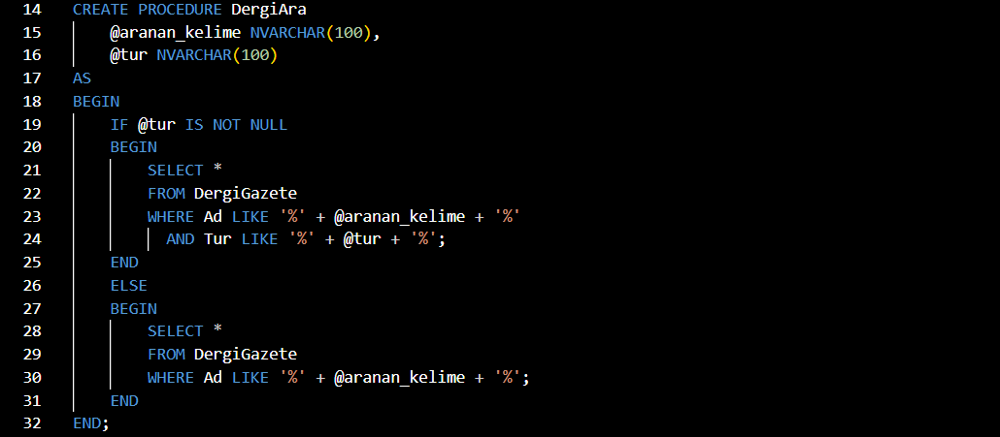 14 CREATE PROCEDURE DergiAra
15 @aranan_kelime NVARCHAR(100),
16 @tur NVARCHAR(100)
17 AS
18 BEGIN
19 IF @tur IS NOT NULL
20 BEGIN
21 SELECT *
22 FROM DergiGazete
23 WHERE Ad LIKE '%' + @aranan_kelime + '%'
24 AND Tur LIKE '%' + @tur + '%';
25 END
26 ELSE
27 BEGIN
28 SELECT *
29 FROM DergiGazete
30 WHERE Ad LIKE '%' + @aranan_kelime + '%';
31 END
32 END;